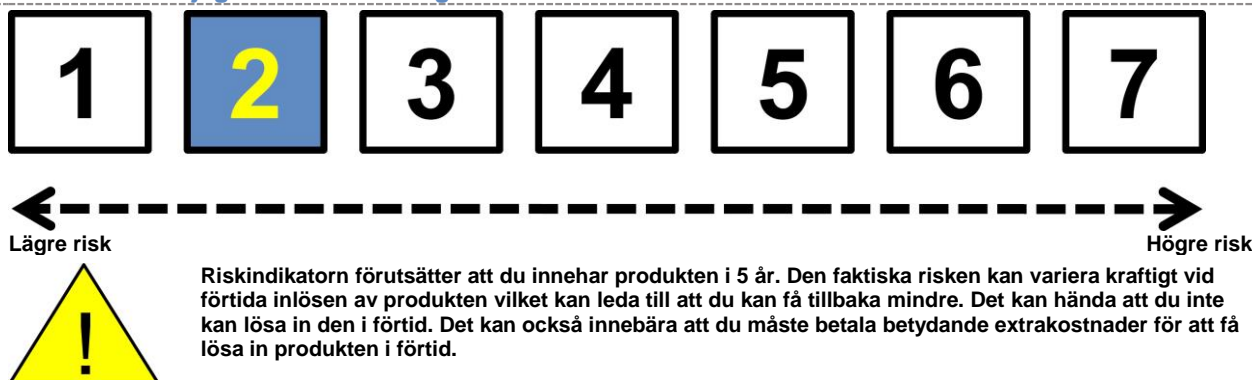 1 2 3 4 5 6 7
Lägre risk Högre risk
Riskindikatorn förutsätter att du innehar produkten i 5 år. Den faktiska risken kan variera kraftigt vid
förtida inlösen av produkten vilket kan leda till att du kan få tillbaka mindre. Det kan hända att du inte
kan lösa in den i förtid. Det kan också innebära att du måste betala betydande extrakostnader för att få
lösa in produkten i förtid.
!